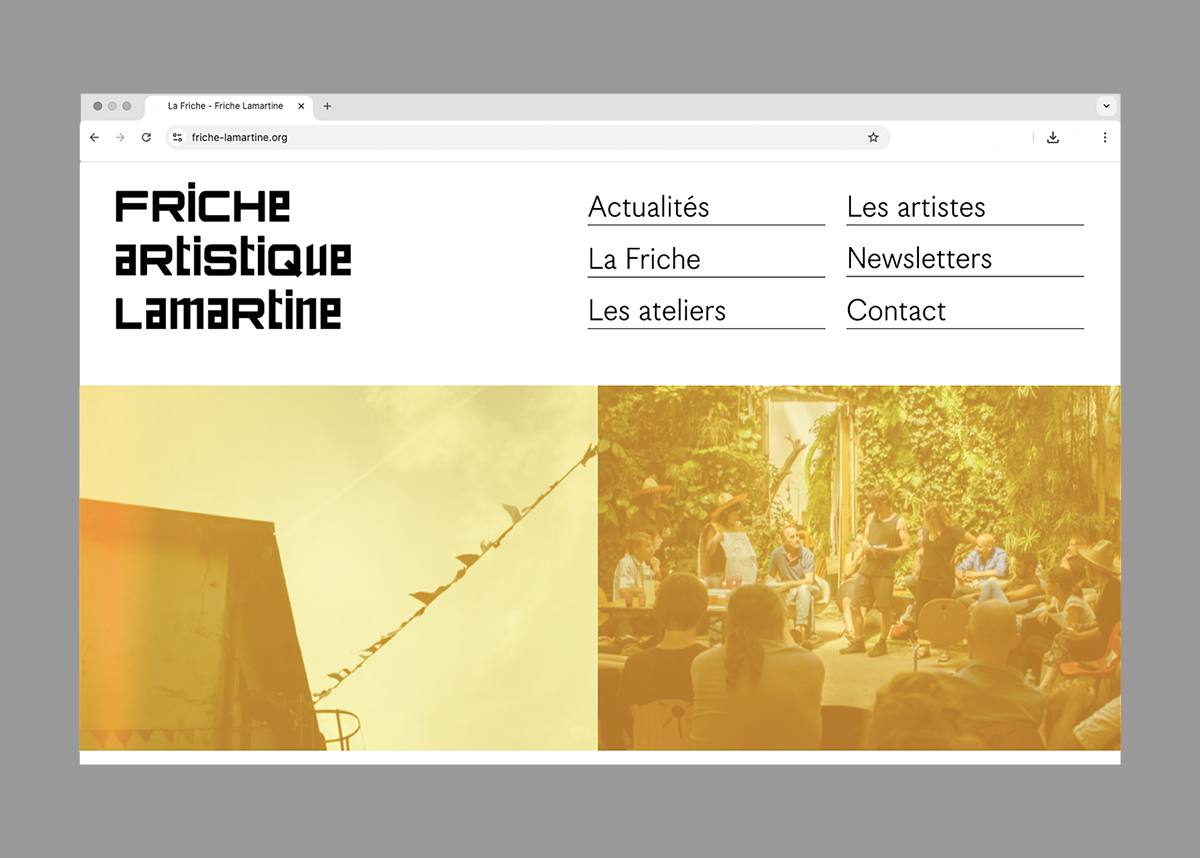 La Friche - Friche Lamartine
friche-lamartine.org
FRiCHe
aRtiStiQue
LamaRtine
Actualités
La Friche
Les ateliers
Les artistes
Newsletters
Contact